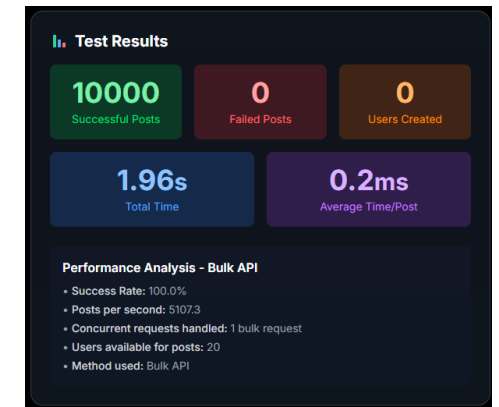 Test Results
10000
Successful Posts
0
Failed Posts
0
Users Created
1.96s
Total Time
0.2ms
Average Time/Post
Performance Analysis - Bulk API
• Success Rate: 100.0%
• Posts per second: 5107.3
• Concurrent requests handled: 1 bulk request
• Users available for posts: 20
• Method used: Bulk API